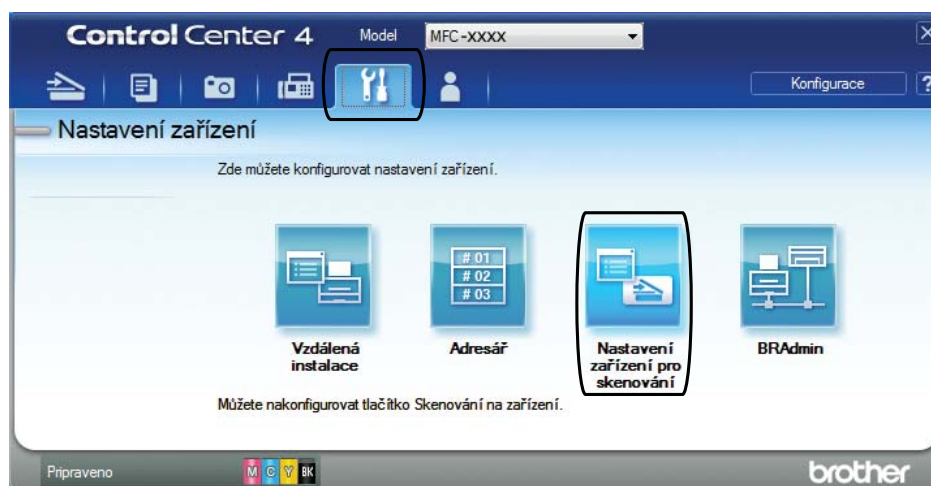 Control Center 4 Model MFC-XXXX
Konfigurace ?
Nastavení zařízení
Zde můžete konfigurovat nastavení zařízení.
# 01
# 02
# 03
Vzdálená
instalace
Adresář
Nastavení
zařízení pro
skenování
BRAdmin
Můžete nakonfigurovat tlačítko Skenování na zařízení.
Pripraveno M C Y BK brother